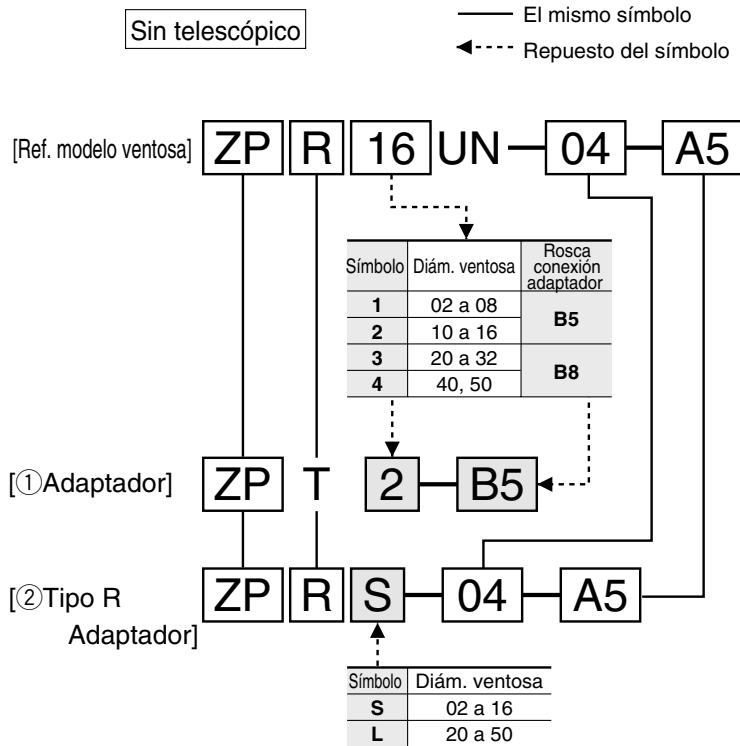 Sin telescópico
El mismo símbolo
Repuesto del símbolo
[Ref. modelo ventosa] ZP R 16 UN 04 A5
Símbolo Diám. ventosa Rosca conexión adaptador
1 02 a 08 B5
2 10 a 16
3 20 a 32 B8
4 40, 50
[①Adaptador] ZP T 2 B5
[②Tipo R ZP R S 04 A5
Adaptador]
Símbolo Diám. ventosa
S 02 a 16
L 20 a 50